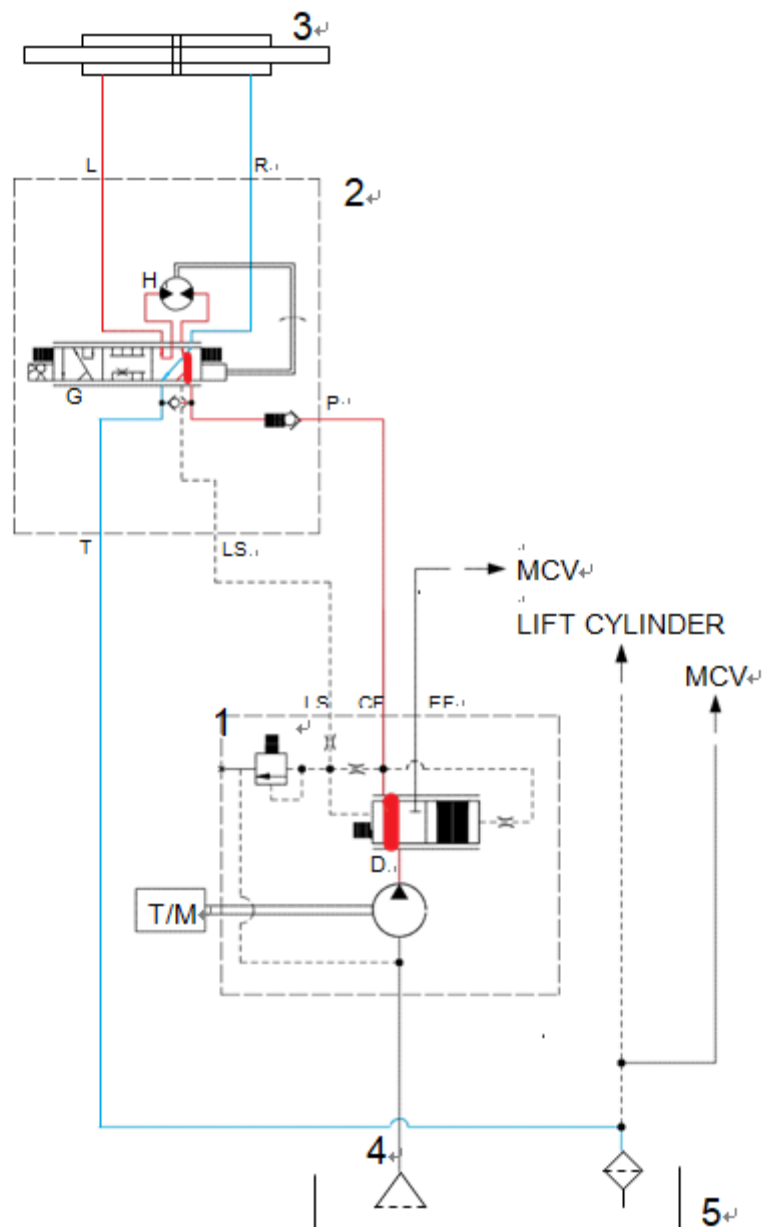 3↵
L
R
2↵
H
G
P
T
LS
MCV↵
LIFT CYLINDER
MCV↵
LS
CF
EF↵
1
↵
D
T/M↵
4↵
5↵